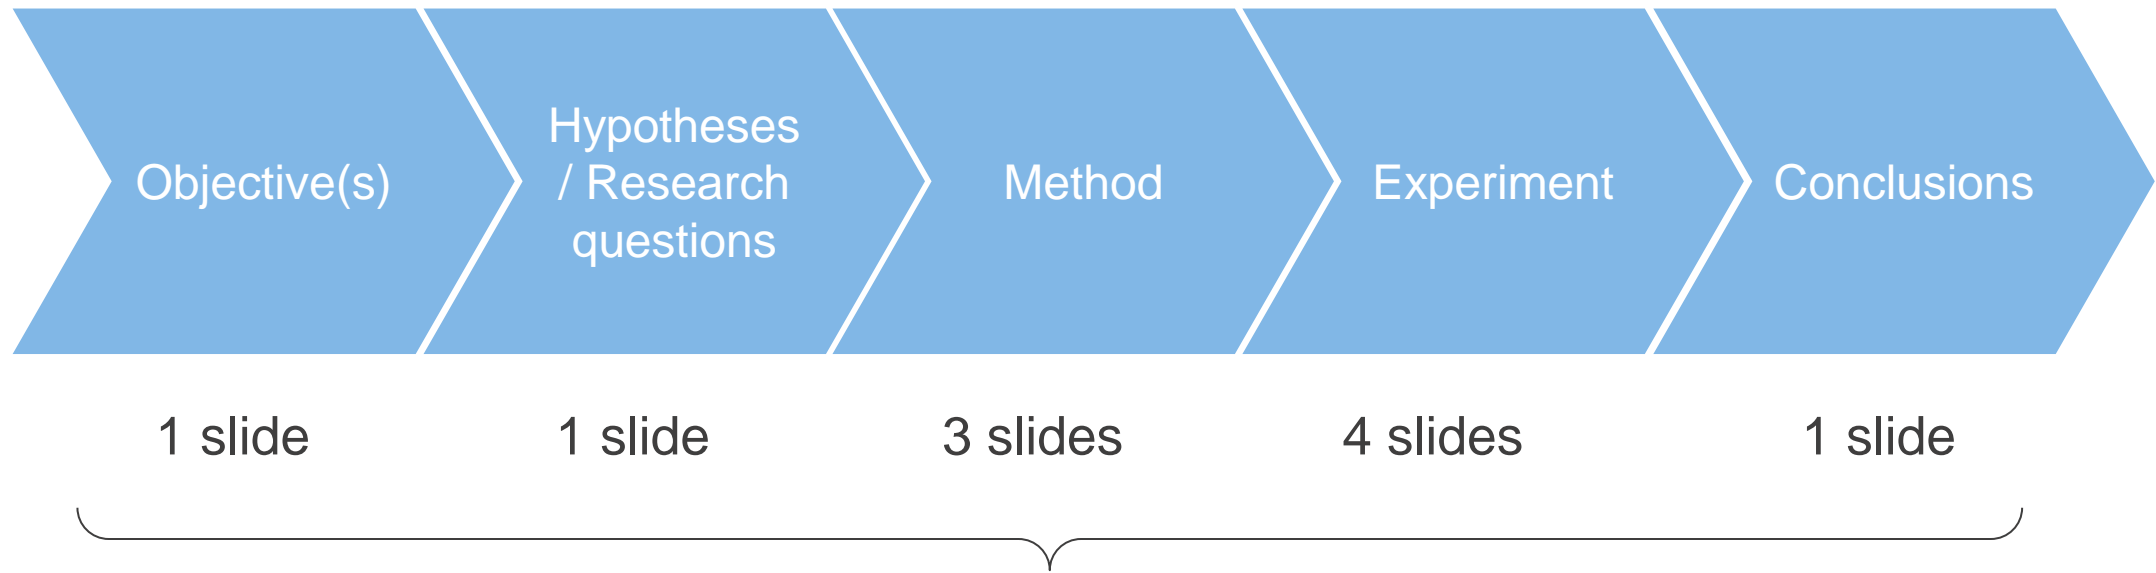 Objective(s)
Hypotheses
/ Research
questions
Method
Experiment
Conclusions
1 slide
1 slide
3 slides
4 slides
1 slide